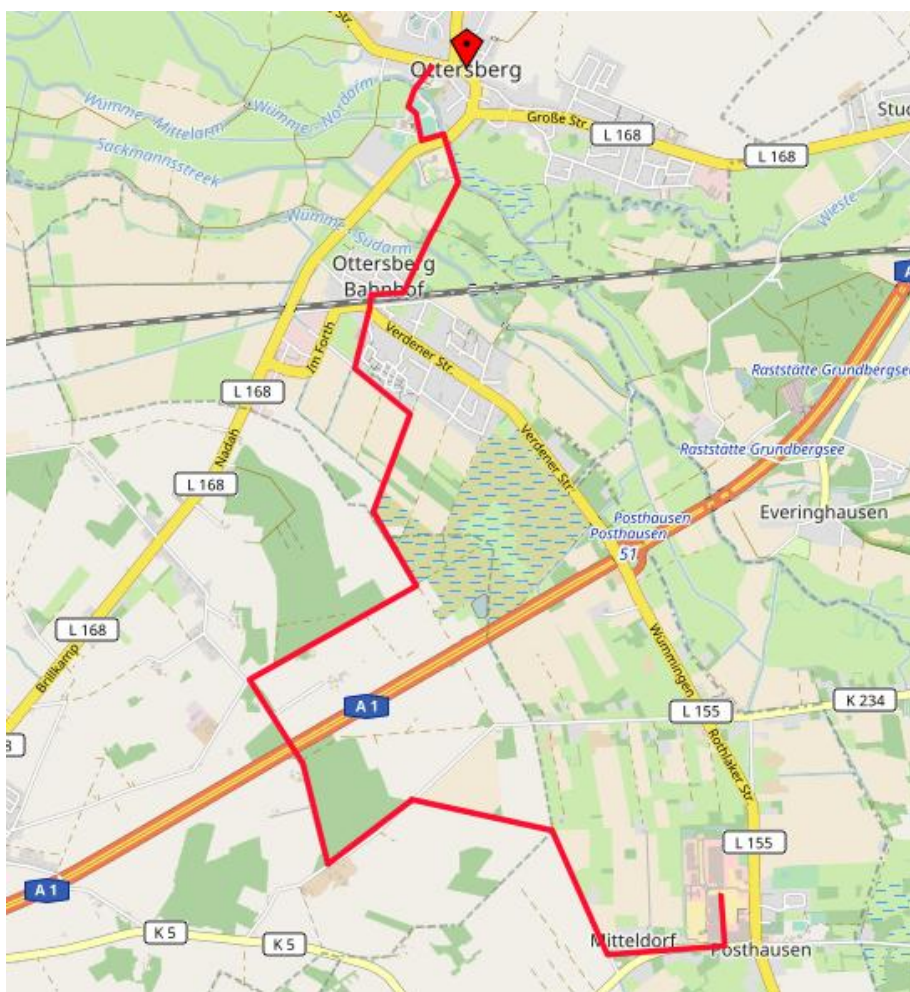 Ottersberg
Große Str.
L 168
L 168
Wümme-Mittelarm
Wümme-Nordarm
Sackmannsstreek
Wieste
Wümme-Südarm
Ottersberg
Bahnhof
A
Im Forth
Verdener Str.
Raststätte Grundbergsee
L 168
Nadah
Verdener Str.
Raststätte Grundbergsee
L 168
Posthausen
Posthausen
51
Everinghausen
L 168
Brillkamp
Wümmingen
A 1
L 155
K 234
8
Rothlaker Str.
L 155
A 1
K 5
K 5
Mitteldorf
Posthausen